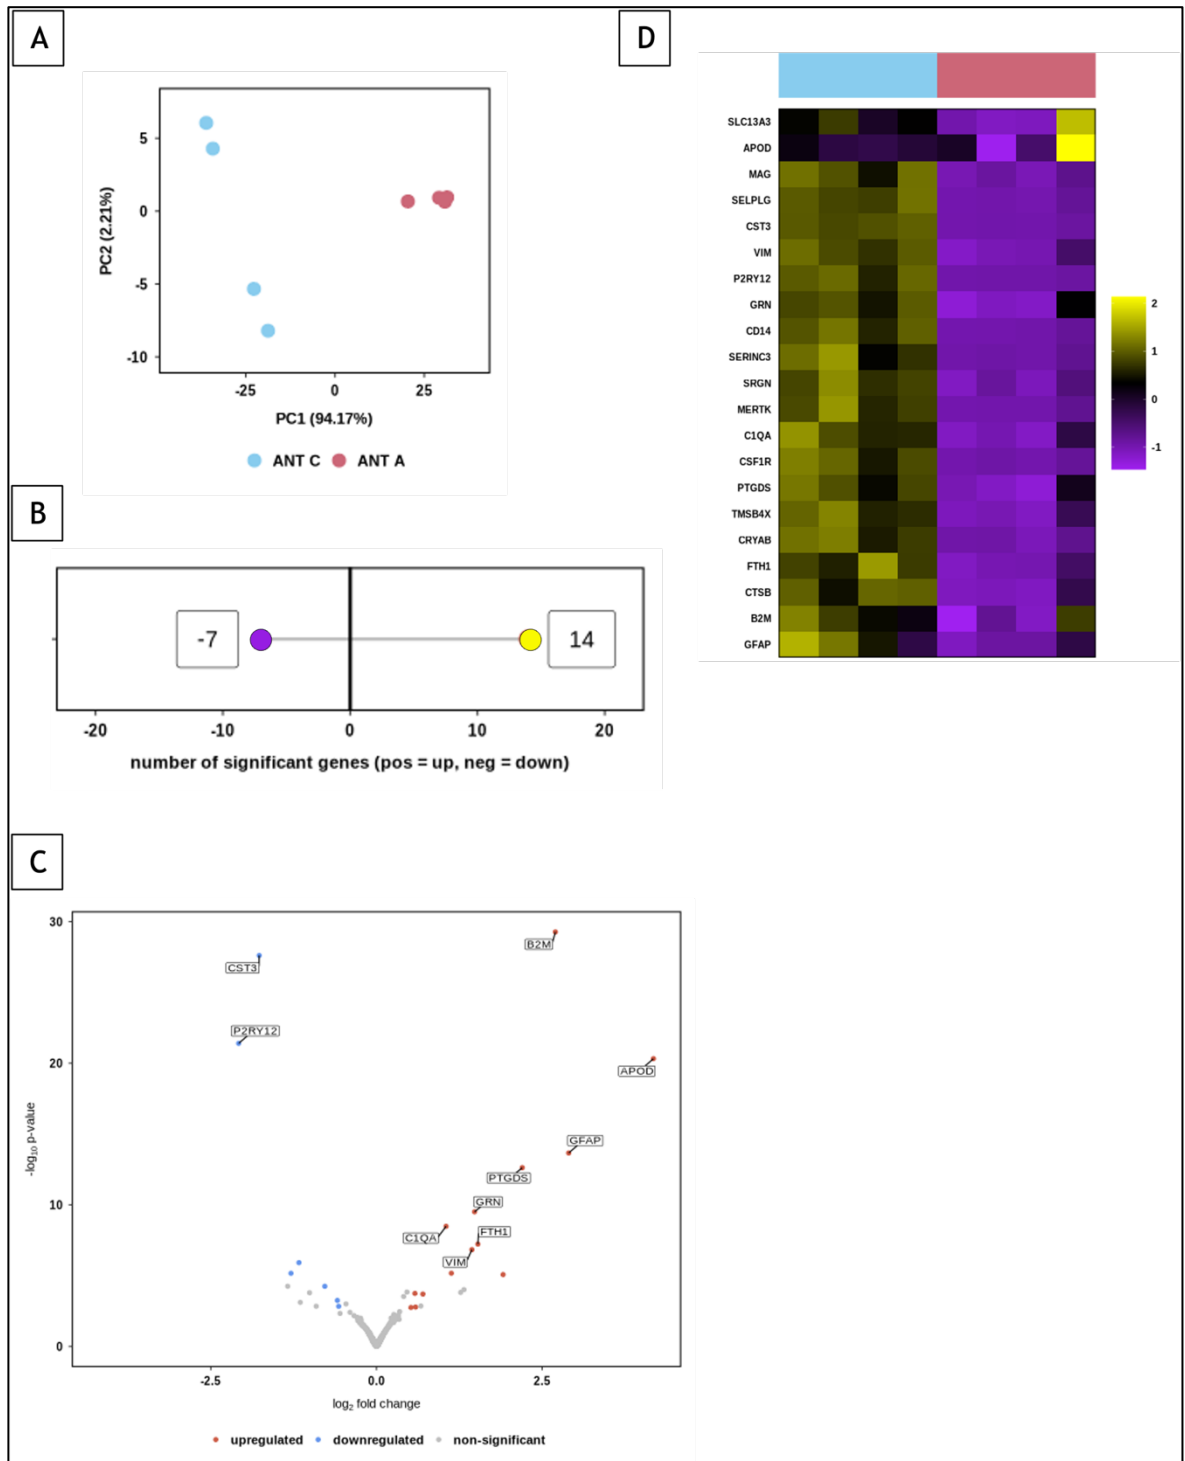 A
5
0
-5
-10
PC2 (2.21%)
-25 0 25
PC1 (94.17%)
ANT C ANT A
B
-7 14
-20 -10 0 10 20
number of significant genes (pos = up, neg = down)
C
30
20
10
0
-log10 p-value
B2M
CST3
P2RY12
APOD
GFAP
PTGDS
GRN
FTH1
C1QA
VIM
-2.5 0.0 2.5
log2 fold change
upregulated downregulated non-significant
D
SLC13A3
APOD
MAG
SELPLG
CST3
VIM
P2RY12
GRN
CD14
SERINC3
SRGN
MERTK
C1QA
CSF1R
PTGDS
TMSB4X
CRYAB
FTH1
CTSB
B2M
GFAP
2
1
0
-1